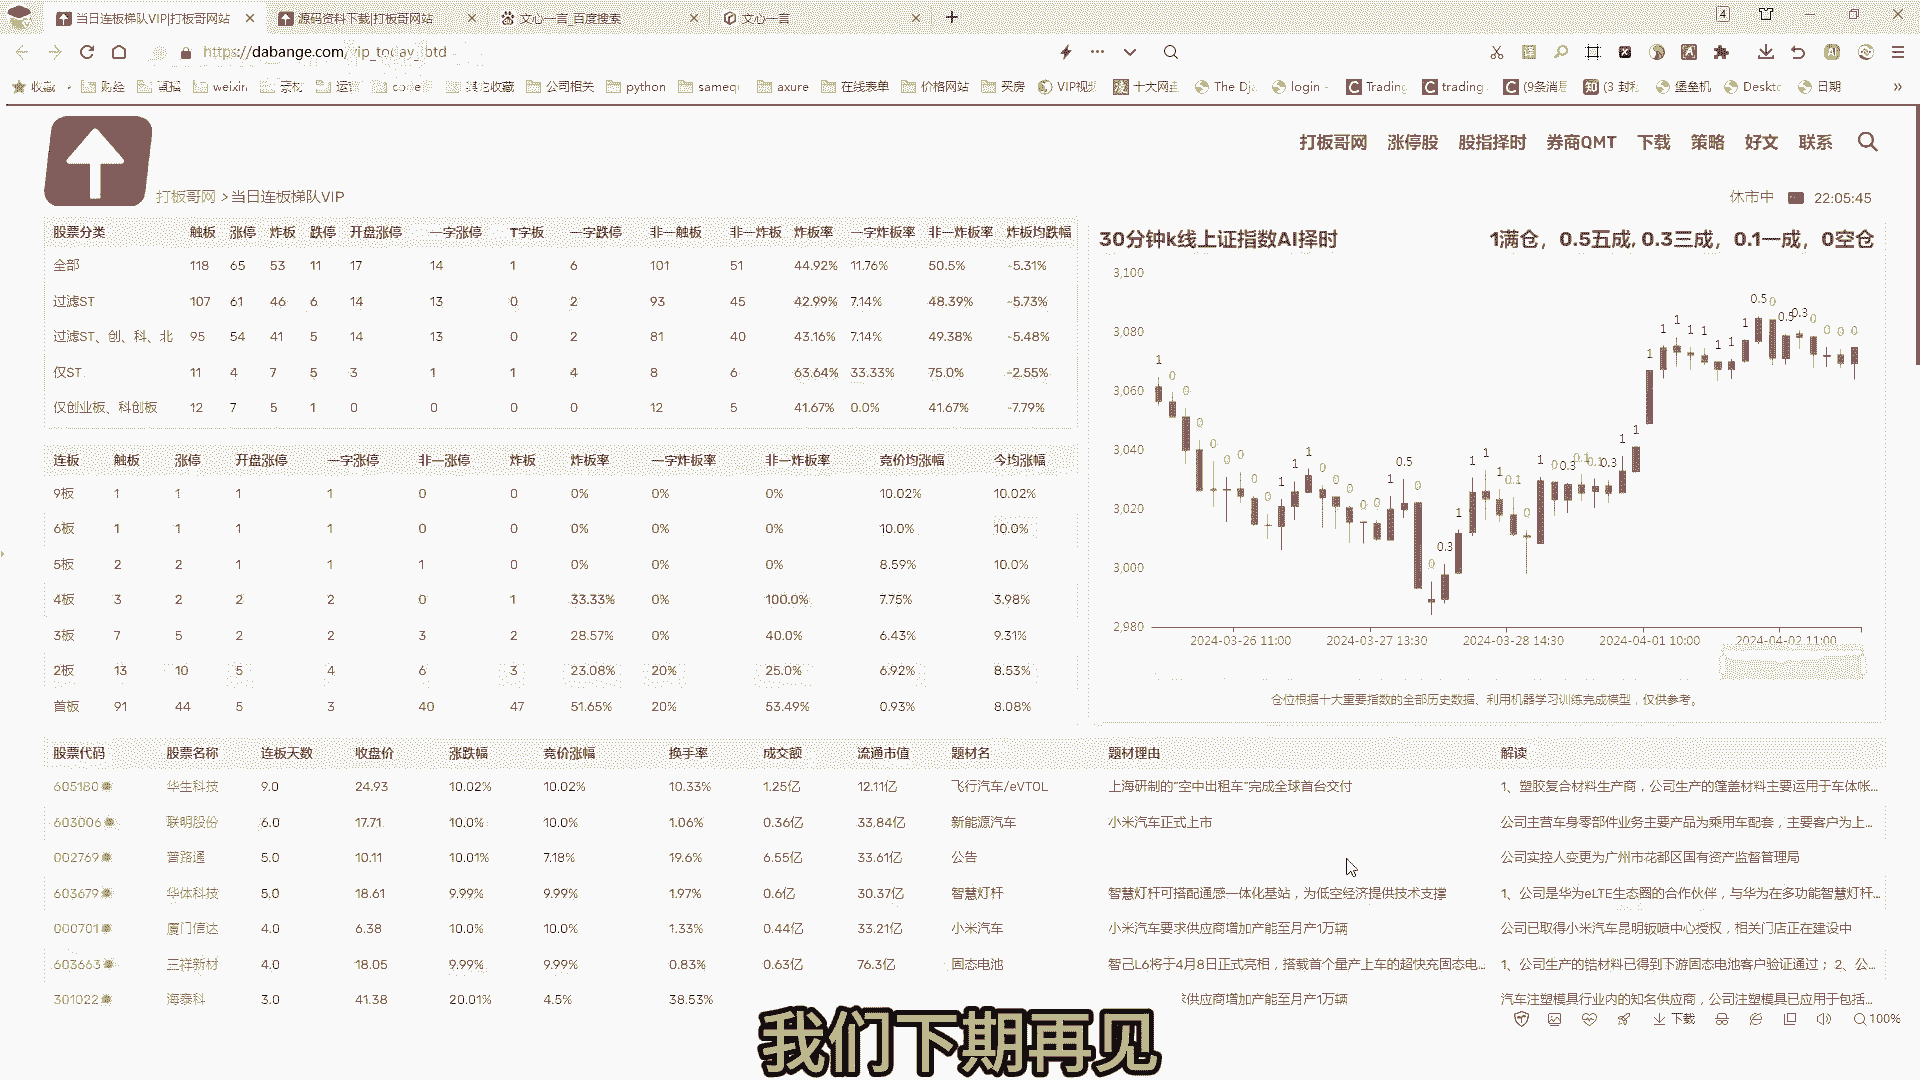 当日连板梯队VIP|打板哥网站
源码资料下载|打板哥网站
文心一言_百度搜索
文心一言
4
https://dabange.com/vip_today_btd
收藏 财经 weixin 素材 code 其它收藏 公司相关 python sameq axure 在线表单 价格网站 买房 VIP视频 十大网 The Dj login Trading trading (9条消息 (3 封 堡垒机 Deskt 日期
打板哥网 涨停股 股指择时 券商QMT 下载 策略 好文 联系
打板哥网 > 当日连板梯队VIP
休市中 22:05:45
股票分类 触板 涨停 炸板 跌停 开盘涨停 一字涨停 T字板 一字跌停 非一触板 非一炸板 炸板率 一字炸板率 非一炸板率 炸板均跌幅
全部 118 65 53 11 17 14 1 6 101 51 44.92% 11.76% 50.5% -5.31%
过滤ST 107 61 46 6 14 13 0 2 93 45 42.99% 7.14% 48.39% -5.73%
过滤ST、创、科、北 95 54 41 5 14 13 0 2 81 40 43.16% 7.14% 49.38% -5.48%
仅ST 11 4 7 5 3 1 1 4 8 6 63.64% 33.33% 75.0% -2.55%
仅创业板、科创板 12 7 5 1 0 0 0 0 12 5 41.67% 0.0% 41.67% -7.79%
连板 触板 涨停 开盘涨停 一字涨停 非一涨停 炸板 炸板率 一字炸板率 非一炸板率 竞价均涨幅 今均涨幅
9板 1 1 1 1 0 0 0% 0% 0% 10.02% 10.02%
6板 1 1 1 1 0 0 0% 0% 0% 10.0% 10.0%
5板 2 2 1 1 1 0 0% 0% 0% 8.59% 10.0%
4板 3 2 2 2 0 1 33.33% 0% 100.0% 7.75% 3.98%
3板 7 5 2 2 3 2 28.57% 0% 40.0% 6.43% 9.31%
2板 13 10 5 4 6 3 23.08% 20% 25.0% 6.92% 8.53%
首板 91 44 5 3 40 47 51.65% 20% 53.49% 0.93% 8.08%
30分钟k线上证指数AI择时
1满仓，0.5五成, 0.3三成，0.1一成，0空仓
3,100
3,080
3,060
3,040
3,020
3,000
2,980
2024-03-26 11:00 2024-03-27 13:30 2024-03-28 14:30 2024-04-01 10:00 2024-04-02 11:00
仓位根据十大重要指数的全部历史数据、利用机器学习训练完成模型，仅供参考。
股票代码 股票名称 连板天数 收盘价 涨跌幅 竞价涨幅 换手率 成交额 流通市值 题材名 题材理由 解读
605180 华生科技 9.0 24.93 10.02% 10.02% 10.33% 1.25亿 12.11亿 飞行汽车/eVTOL 上海研制的“空中出租车”完成全球首台交付 1、塑胶复合材料生产商，公司生产的篷盖材料主要运用于车体帐...
603006 联明股份 6.0 17.71 10.0% 10.0% 1.06% 0.36亿 33.84亿 新能源汽车 小米汽车正式上市 公司主营车身零部件业务主要产品为乘用车配套，主要客户为上...
002769 普路通 5.0 10.11 10.01% 7.18% 19.6% 6.55亿 33.61亿 公告 公司实控人变更为广州市花都区国有资产监督管理局
603679 华体科技 5.0 18.61 9.99% 9.99% 1.97% 0.6亿 30.37亿 智慧灯杆 智慧灯杆可搭配通感一体化基站，为低空经济提供技术支撑 1、公司是华为eLTE生态圈的合作伙伴，与华为在多功能智慧灯杆...
000701 厦门信达 4.0 6.38 10.0% 10.0% 1.33% 0.44亿 33.21亿 小米汽车 小米汽车要求供应商增加产能至月产1万辆 公司已取得小米汽车昆明钣喷中心授权，相关门店正在建设中
603663 三祥新材 4.0 18.05 9.99% 9.99% 0.83% 0.63亿 76.3亿 固态电池 智己L6将于4月8日正式亮相，搭载首个量产上车的超快充固态电... 1、公司生产的锆材料已得到下游固态电池客户验证通过； 2、公...
301022 海泰科 3.0 41.38 20.01% 4.5% 38.53% 求供应商增加产能至月产1万辆 汽车注塑模具行业内的知名供应商，公司注塑模具已应用于包括...
我们下期再见
下载 100%